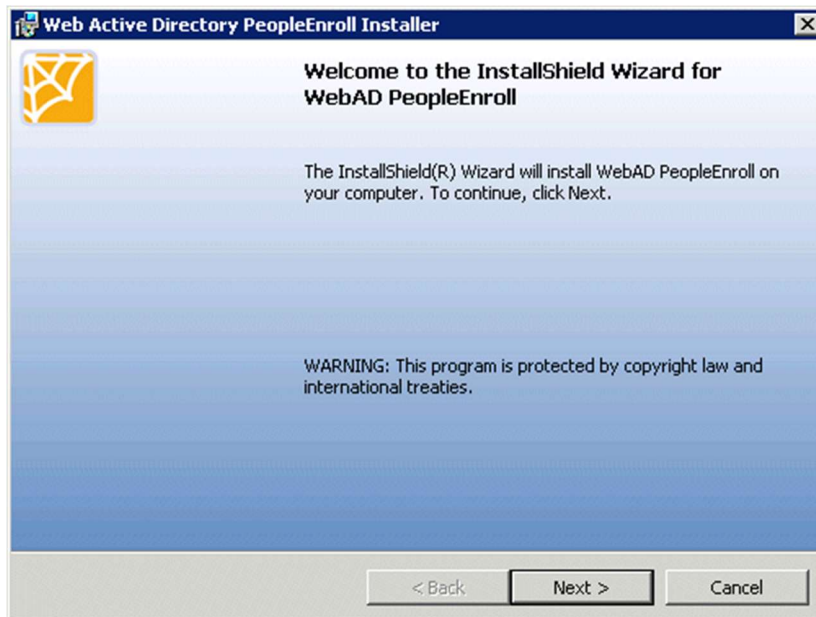 Web Active Directory PeopleEnroll Installer
Welcome to the InstallShield Wizard for
WebAD PeopleEnroll
The InstallShield(R) Wizard will install WebAD PeopleEnroll on
your computer. To continue, click Next.
WARNING: This program is protected by copyright law and
international treaties.
< Back
Next >
Cancel